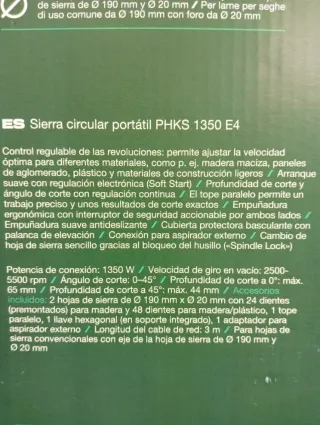 de sierra de Ø 190 mm y Ø 20 mm / Per lame per seghe
di uso comune da Ø 190 mm con foro da Ø 20 mm
ES Sierra circular portátil PHKS 1350 E4
Control regulable de las revoluciones: permite ajustar la velocidad
óptima para diferentes materiales, como p. ej. madera maciza, paneles
de aglomerado, plástico y materiales de construcción ligeros / Arranque
suave con regulación electrónica (Soft Start) / Profundidad de corte y
ángulo de corte con regulación continua / El tope paralelo permite un
trabajo preciso y unos resultados de corte exactos / Empuñadura
ergonómica con interruptor de seguridad accionable por ambos lados /
Empuñadura suave antideslizante / Cubierta protectora basculante con
palanca de elevación / Conexión para aspirador externo / Cambio de
hoja de sierra sencillo gracias al bloqueo del husillo («Spindle Lock»)
Potencia de conexión: 1350 W / Velocidad de giro en vacío: 2500-
5500 rpm / Ángulo de corte: 0–45° / Profundidad de corte a 0°: máx.
65 mm / Profundidad de corte a 45°: máx. 44 mm / Accesorios
incluidos: 2 hojas de sierra de Ø 190 mm x Ø 20 mm con 24 dientes
(premontados) para madera y 48 dientes para madera/plástico, 1 tope
paralelo, 1 llave hexagonal (en soporte integrado), 1 adaptador para
aspirador externo / Longitud del cable de red: 3 m / Para hojas de
sierra convencionales con eje de la hoja de sierra de Ø 190 mm y
Ø 20 mm